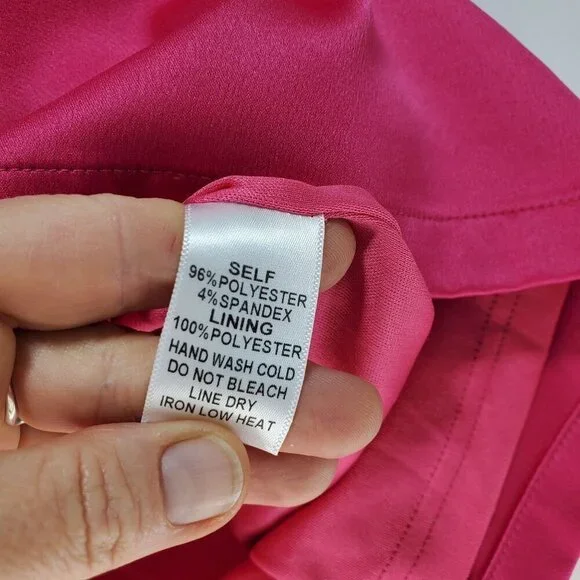 SELF
96%POLYESTER
4%SPANDEX
LINING
100%POLYESTER
HAND WASH COLD
DO NOT BLEACH
LINE DRY
IRON LOW HEAT